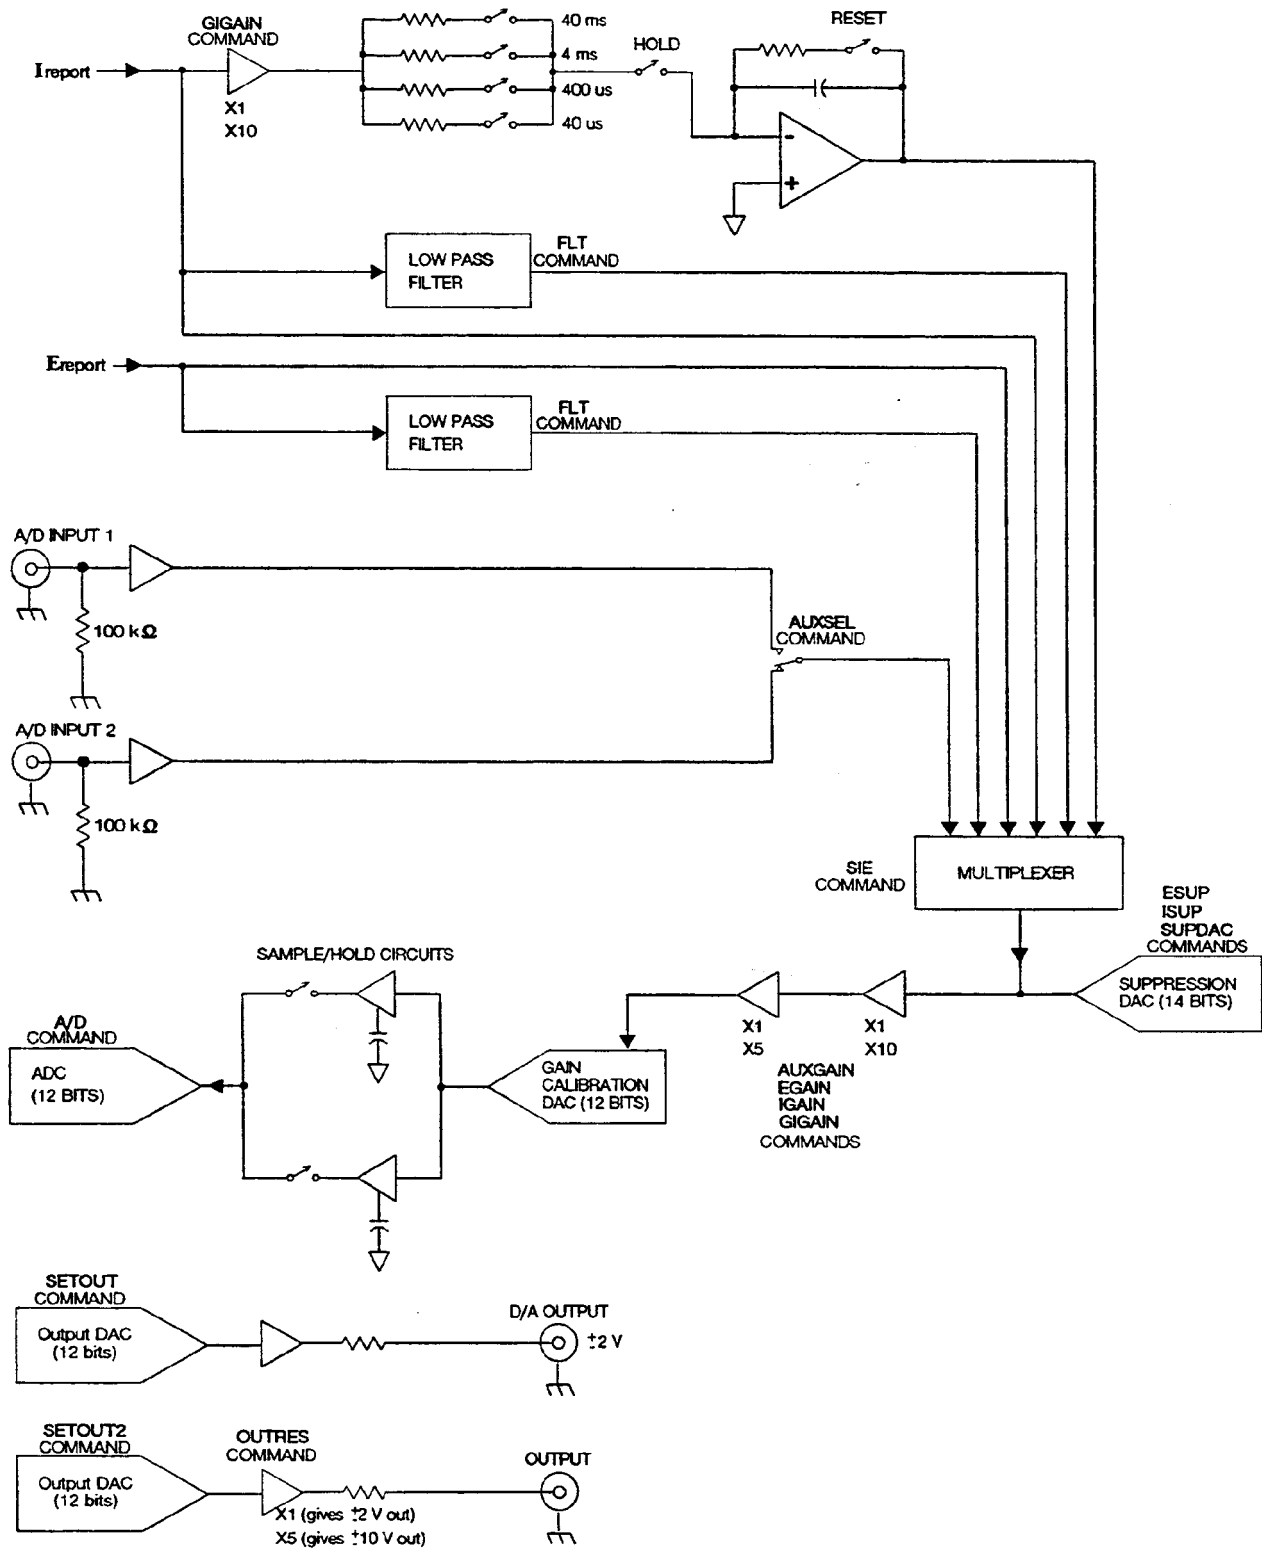 GIGAIN
COMMAND
I report
X1
X10
40 ms
4 ms
400 us
40 us
HOLD
RESET
-
+
LOW PASS
FILTER
FLT
COMMAND
Ereport
LOW PASS
FILTER
FLT
COMMAND
A/D INPUT 1
100 kΩ
AUXSEL
COMMAND
A/D INPUT 2
100 kΩ
SIE
COMMAND
MULTIPLEXER
ESUP
ISUP
SUPDAC
COMMANDS
SUPPRESSION
DAC (14 BITS)
SAMPLE/HOLD CIRCUITS
X1
X5
X1
X10
A/D
COMMAND
ADC
(12 BITS)
GAIN
CALIBRATION
DAC (12 BITS)
AUXGAIN
EGAIN
IGAIN
GIGAIN
COMMANDS
SETOUT
COMMAND
Output DAC
(12 bits)
D/A OUTPUT
±2 V
SETOUT2
COMMAND
Output DAC
(12 bits)
OUTRES
COMMAND
X1 (gives ±2 V out)
X5 (gives ±10 V out)
OUTPUT